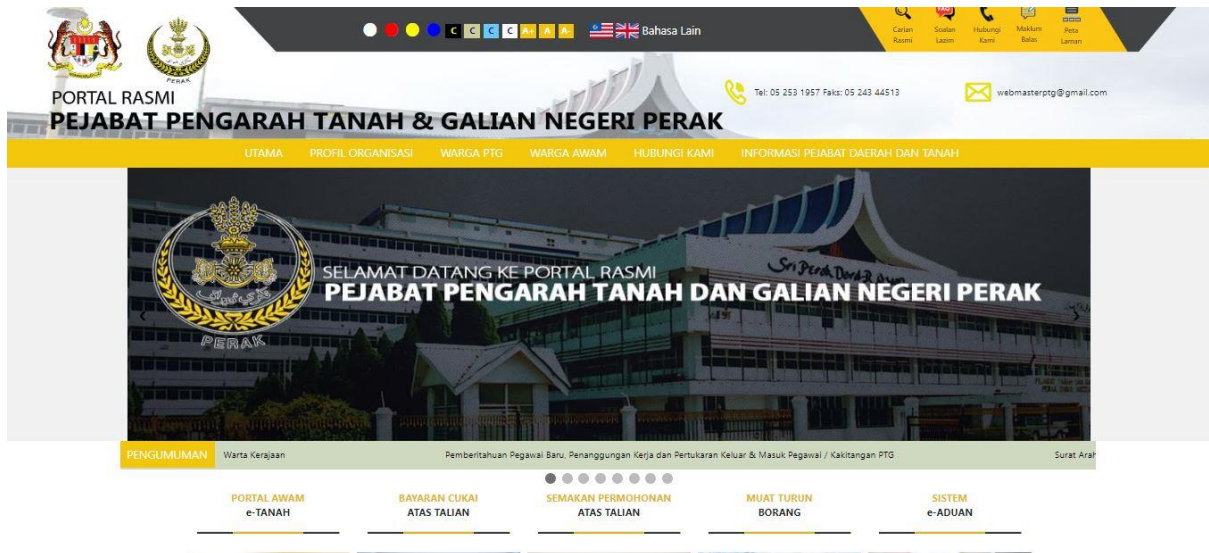 C C C C A+ A A- Bahasa Lain
FAQ
Carian Rasmi
Soalan Lazim
Hubungi Kami
Maklum Balas
Peta Laman
PERAK
PORTAL RASMI
PEJABAT PENGARAH TANAH & GALIAN NEGERI PERAK
Tel: 05 253 1957 Faks: 05 243 44513
webmasterptg@gmail.com
UTAMA PROFIL ORGANISASI WARGA PTG WARGA AWAM HUBUNGI KAMI INFORMASI PEJABAT DAERAH DAN TANAH
SELAMAT DATANG KE PORTAL RASMI
PEJABAT PENGARAH TANAH DAN GALIAN NEGERI PERAK
PERAK
PENGUMUMAN Warta Kerajaan Pemberitahuan Pegawai Baru, Penanggungan Kerja dan Pertukaran Keluar & Masuk Pegawai / Kakitangan PTG Surat Arah
PORTAL AWAM
e-TANAH
BAYARAN CUKAI
ATAS TALIAN
SEMAKAN PERMOHONAN
ATAS TALIAN
MUAT TURUN
BORANG
SISTEM
e-ADUAN